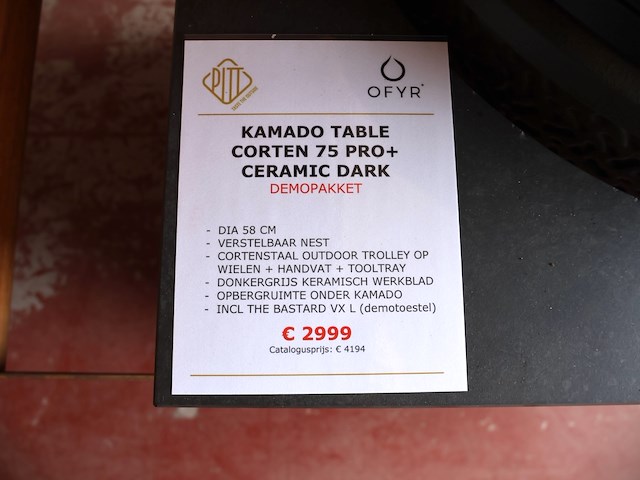 PITT
OFYR
KAMADO TABLE
CORTEN 75 PRO+
CERAMIC DARK
DEMOPAKKET
- DIA 58 CM
- VERSTELBAAR NEST
- CORTENSTAAL OUTDOOR TROLLEY OP
WIELEN + HANDVAT + TOOLTRAY
- DONKERGRIJS KERAMISCH WERKBLAD
- OPBERGRUIMTE ONDER KAMADO
- INCL THE BASTARD VX L (demotoestel)
€ 2999
Catalogusprijs: € 4194